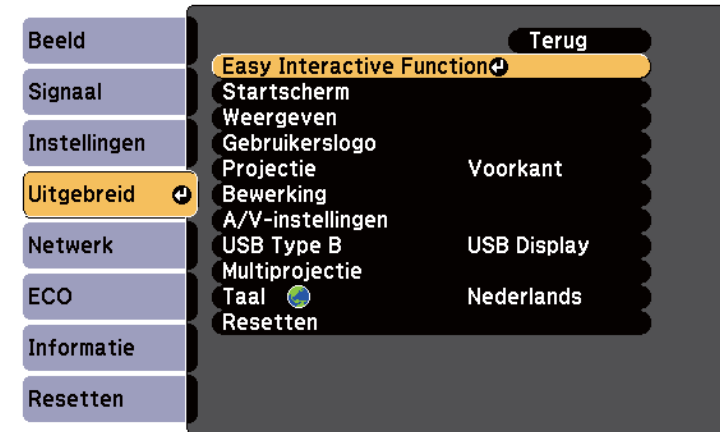 Beeld
Signaal
Instellingen
Uitgebreid
Netwerk
ECO
Informatie
Resetten
Terug
Easy Interactive Function
Startscherm
Weergeven
Gebruikerslogo
Projectie Voorkant
Bewerking
A/V-instellingen
USB Type B USB Display
Multiprojectie
Taal Nederlands
Resetten